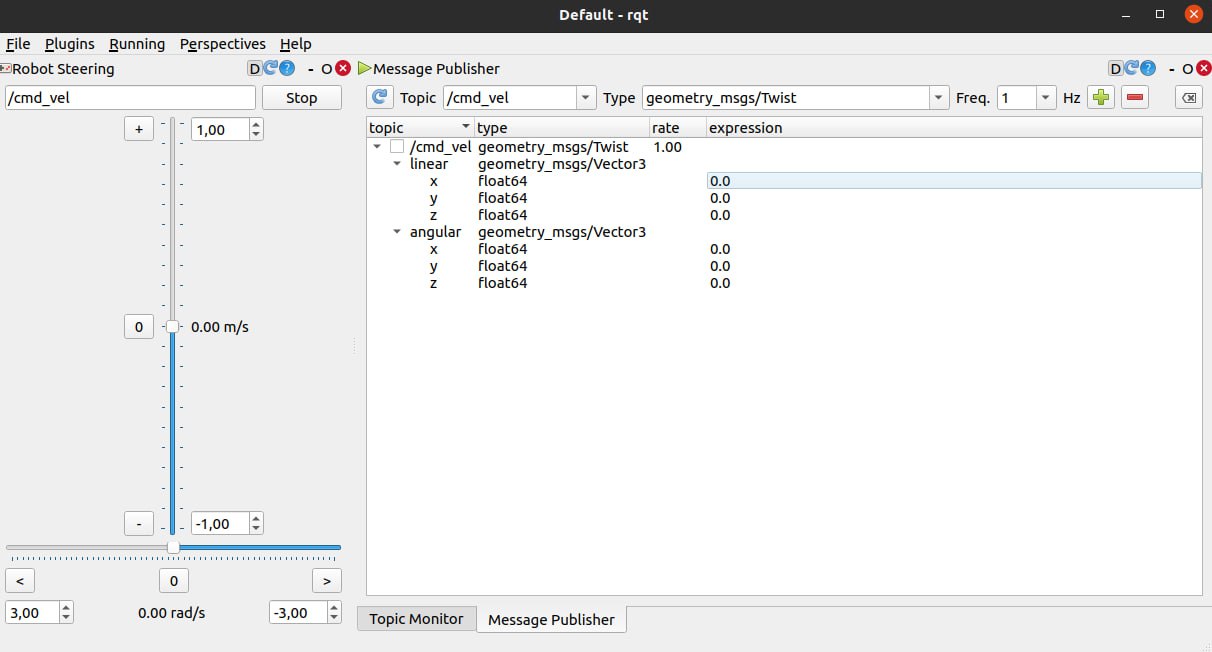 Default - rqt
File Plugins Running Perspectives Help
Robot Steering D ? - O
Message Publisher D ? - O
/cmd_vel Stop
Topic /cmd_vel Type geometry_msgs/Twist Freq. 1 Hz
+ 1,00
0 0.00 m/s
- -1,00
< 0 >
3,00 0.00 rad/s -3,00
topic type rate expression
/cmd_vel geometry_msgs/Twist 1.00
linear geometry_msgs/Vector3
x float64 0.0
y float64 0.0
z float64 0.0
angular geometry_msgs/Vector3
x float64 0.0
y float64 0.0
z float64 0.0
Topic Monitor Message Publisher